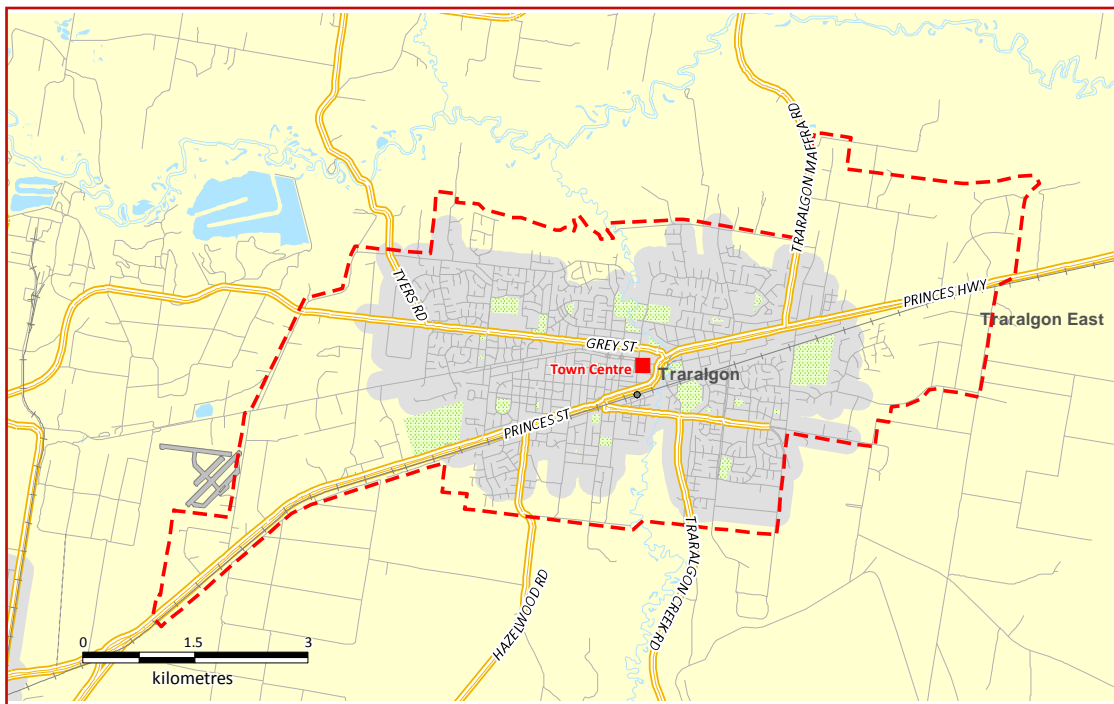 TRARALGON MAFFRA RD
TYERS RD
PRINCES HWY
Traralgon East
GREY ST
Town Centre
Traralgon
PRINCES ST
HAZELWOOD RD
TRARALGON CREEK RD
0 1.5 3
kilometres